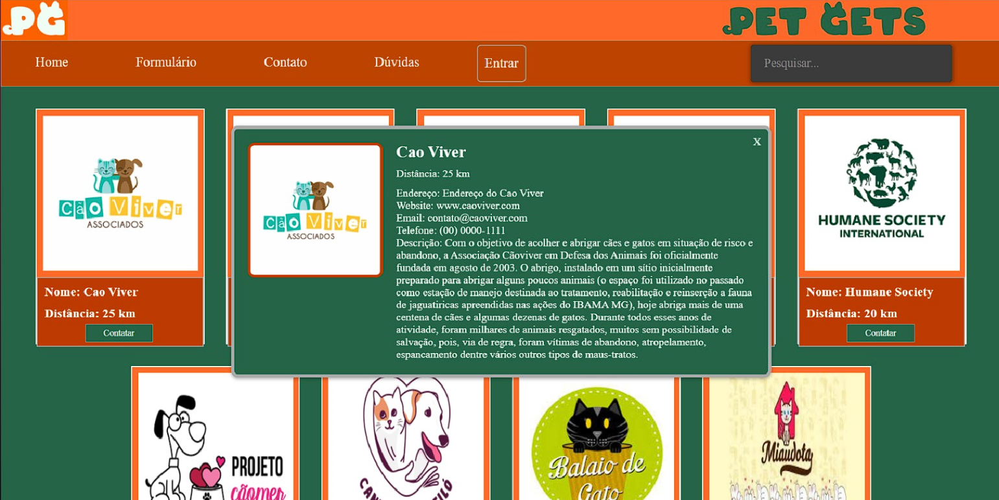 PG
PET GETS
Home
Formulário
Contato
Dúvidas
Entrar
Pesquisar...
Cão Viver
ASSOCIADOS
Nome: Cao Viver
Distância: 25 km
Contatar
Cão Viver
ASSOCIADOS
X
Cao Viver
Distância: 25 km
Endereço: Endereço do Cao Viver
Website: www.caoviver.com
Email: contato@caoviver.com
Telefone: (00) 0000-1111
Descrição: Com o objetivo de acolher e abrigar cães e gatos em situação de risco e
abandono, a Associação Cãoviver em Defesa dos Animais foi oficialmente
fundada em agosto de 2003. O abrigo, instalado em um sítio inicialmente
preparado para abrigar alguns poucos animais (o espaço foi utilizado no passado
como estação de manejo destinada ao tratamento, reabilitação e reinserção a fauna
de jaguatiricas apreendidas nas ações do IBAMA MG), hoje abriga mais de uma
centena de cães e algumas dezenas de gatos. Durante todos esses anos de
atividade, foram milhares de animais resgatados, muitos sem possibilidade de
salvação, pois, via de regra, foram vítimas de abandono, atropelamento,
espancamento dentre vários outros tipos de maus-tratos.
HUMANE SOCIETY
INTERNATIONAL
Nome: Humane Society
Distância: 20 km
Contatar
PROJETO
cãomer
Balaio de
Gato
Miaudota